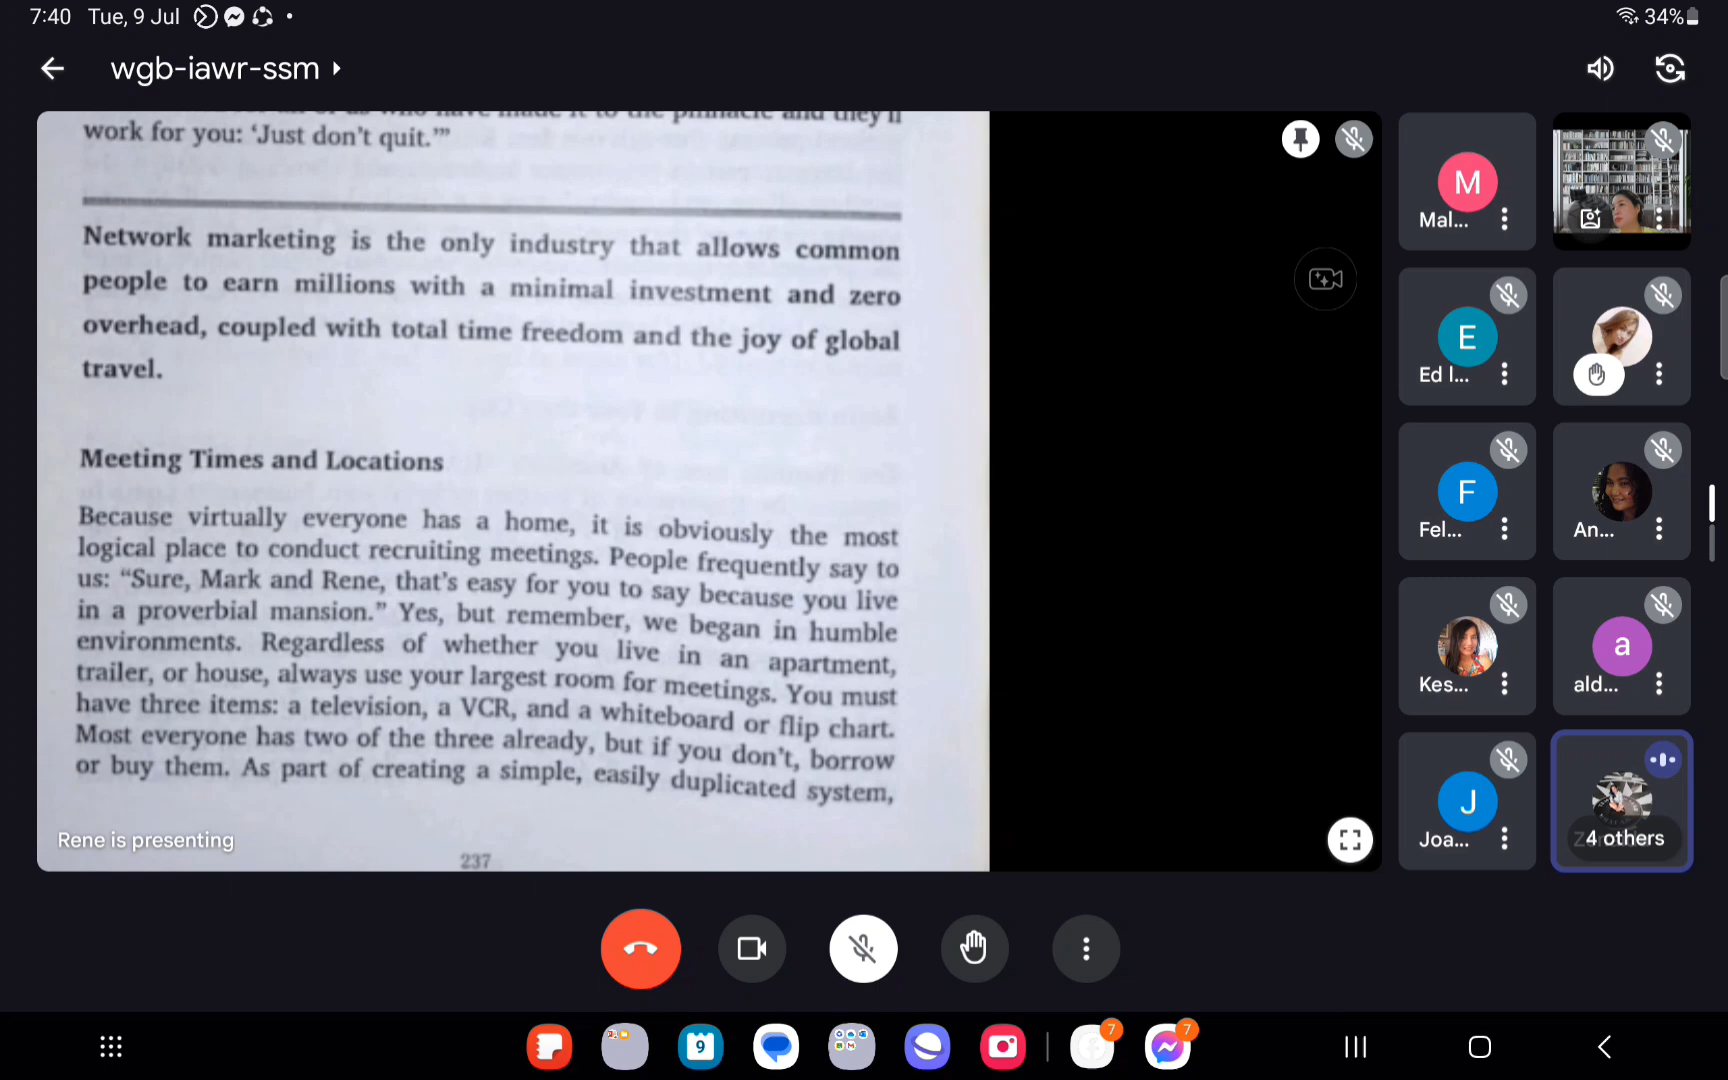 7:40 Tue, 9 Jul
34%
wgb-iawr-ssm
made it to the pinnacle and they'll
work for you: 'Just don't quit.'"
Network marketing is the only industry that allows common
people to earn millions with a minimal investment and zero
overhead, coupled with total time freedom and the joy of global
travel.
Meeting Times and Locations
Because virtually everyone has a home, it is obviously the most
logical place to conduct recruiting meetings. People frequently say to
us: "Sure, Mark and Rene, that's easy for you to say because you live
in a proverbial mansion." Yes, but remember, we began in humble
environments. Regardless of whether you live in an apartment,
trailer, or house, always use your largest room for meetings. You must
have three items: a television, a VCR, and a whiteboard or flip chart.
Most everyone has two of the three already, but if you don't, borrow
or buy them. As part of creating a simple, easily duplicated system,
237
Rene is presenting
M
Mal...
E
Ed l...
F
Fel...
An...
Kes...
a
ald...
J
Joa...
4 others
9
7
7